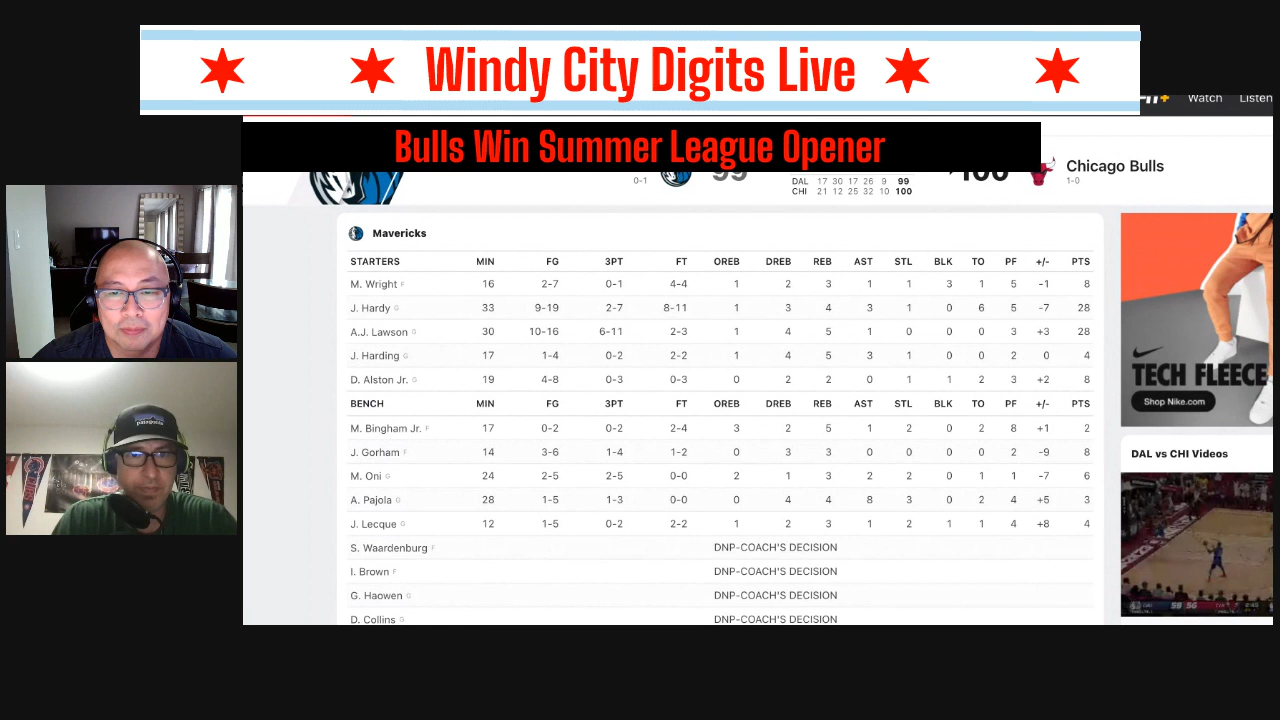 Windy City Digits Live
Watch Listen
Bulls Win Summer League Opener
Chicago Bulls
0-1 1-0
DAL 17 30 17 26 9 99
CHI 21 12 25 32 10 100
100
Mavericks
STARTERS MIN FG 3PT FT OREB DREB REB AST STL BLK TO PF +/- PTS
M. Wright F 16 2-7 0-1 4-4 1 2 3 1 1 3 1 5 -1 8
J. Hardy G 33 9-19 2-7 8-11 1 3 4 3 1 0 6 5 -7 28
A.J. Lawson G 30 10-16 6-11 2-3 1 4 5 1 0 0 0 3 +3 28
J. Harding G 17 1-4 0-2 2-2 1 4 5 3 1 0 0 2 0 4
D. Alston Jr. G 19 4-8 0-3 0-3 0 2 2 0 1 1 2 3 +2 8
BENCH MIN FG 3PT FT OREB DREB REB AST STL BLK TO PF +/- PTS
M. Bingham Jr. F 17 0-2 0-2 2-4 3 2 5 1 2 0 2 8 +1 2
J. Gorham F 14 3-6 1-4 1-2 0 3 3 0 0 0 0 2 -9 8
M. Oni G 24 2-5 2-5 0-0 2 1 3 2 2 0 1 1 -7 6
A. Pajola G 28 1-5 1-3 0-0 0 4 4 8 3 0 2 4 +5 3
J. Lecque G 12 1-5 0-2 2-2 1 2 3 1 2 1 1 4 +8 4
S. Waardenburg F DNP-COACH'S DECISION
I. Brown F DNP-COACH'S DECISION
G. Haowen G DNP-COACH'S DECISION
D. Collins G DNP-COACH'S DECISION
TECH FLEECE
Shop Nike.com
DAL vs CHI Videos
59 56
patagonia